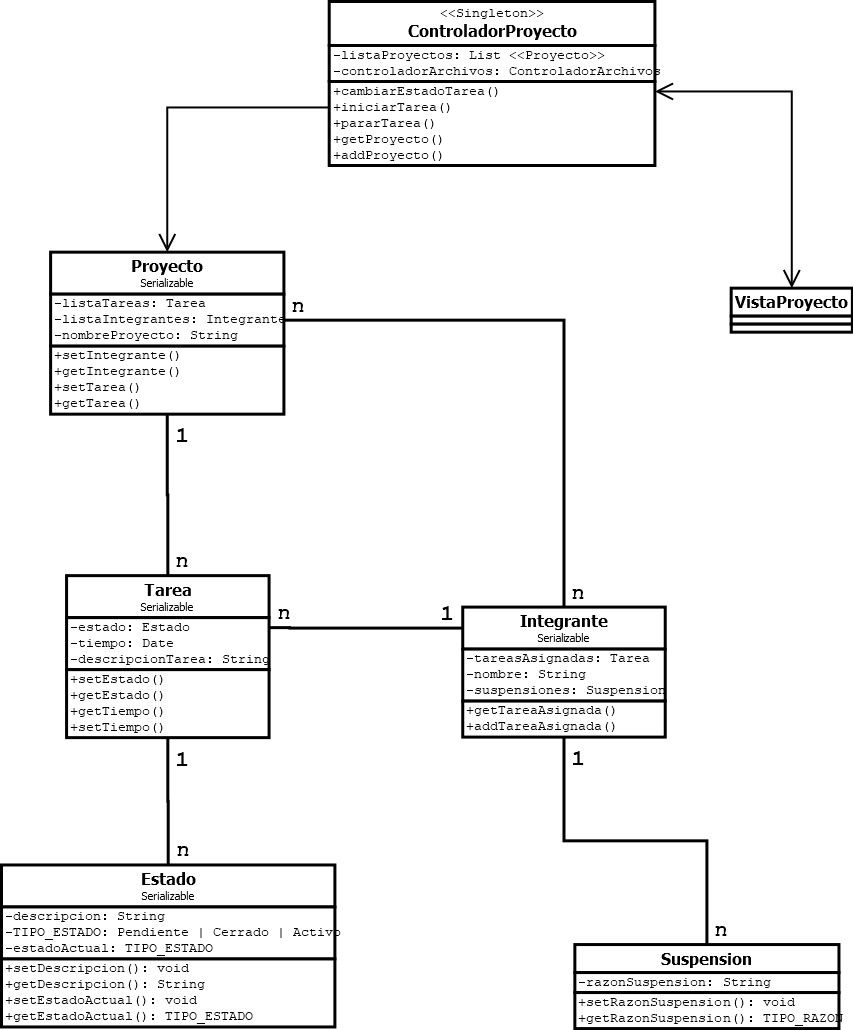 <<Singleton>>
ControladorProyecto
-listaProyectos: List <<Proyecto>>
-controladorArchivos: ControladorArchivos
+cambiarEstadoTarea()
+iniciarTarea()
+pararTarea()
+getProyecto()
+addProyecto()
VistaProyecto
Proyecto
Serializable
-listaTareas: Tarea
-listaIntegrantes: Integrante
-nombreProyecto: String
+setIntegrante()
+getIntegrante()
+setTarea()
+getTarea()
n
1
n
n
Tarea
Serializable
-estado: Estado
-tiempo: Date
-descripcionTarea: String
+setEstado()
+getEstado()
+getTiempo()
+setTiempo()
n
1
Integrante
Serializable
-tareasAsignadas: Tarea
-nombre: String
-suspensiones: Suspension
+getTareaAsignada()
+addTareaAsignada()
1
1
n
n
Estado
Serializable
-descripcion: String
-TIPO_ESTADO: Pendiente | Cerrado | Activo
-estadoActual: TIPO_ESTADO
+setDescripcion(): void
+getDescripcion(): String
+setEstadoActual(): void
+getEstadoActual(): TIPO_ESTADO
Suspension
-razonSuspension: String
+setRazonSuspension(): void
+getRazonSuspension(): TIPO_RAZON